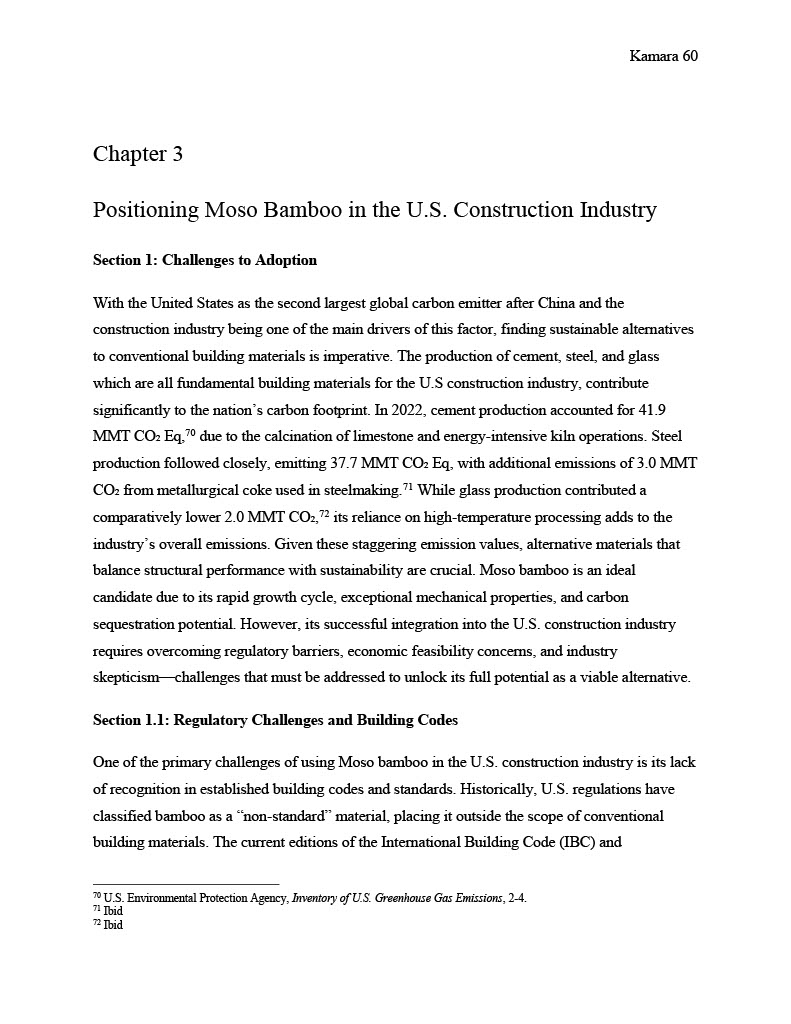 Kamara 60
Chapter 3
Positioning Moso Bamboo in the U.S. Construction Industry
Section 1: Challenges to Adoption
With the United States as the second largest global carbon emitter after China and the
construction industry being one of the main drivers of this factor, finding sustainable alternatives
to conventional building materials is imperative. The production of cement, steel, and glass
which are all fundamental building materials for the U.S construction industry, contribute
significantly to the nation’s carbon footprint. In 2022, cement production accounted for 41.9
MMT CO₂ Eq,⁷⁰ due to the calcination of limestone and energy-intensive kiln operations. Steel
production followed closely, emitting 37.7 MMT CO₂ Eq, with additional emissions of 3.0 MMT
CO₂ from metallurgical coke used in steelmaking.⁷¹ While glass production contributed a
comparatively lower 2.0 MMT CO₂,⁷² its reliance on high-temperature processing adds to the
industry’s overall emissions. Given these staggering emission values, alternative materials that
balance structural performance with sustainability are crucial. Moso bamboo is an ideal
candidate due to its rapid growth cycle, exceptional mechanical properties, and carbon
sequestration potential. However, its successful integration into the U.S. construction industry
requires overcoming regulatory barriers, economic feasibility concerns, and industry
skepticism—challenges that must be addressed to unlock its full potential as a viable alternative.
Section 1.1: Regulatory Challenges and Building Codes
One of the primary challenges of using Moso bamboo in the U.S. construction industry is its lack
of recognition in established building codes and standards. Historically, U.S. regulations have
classified bamboo as a “non-standard” material, placing it outside the scope of conventional
building materials. The current editions of the International Building Code (IBC) and
⁷⁰ U.S. Environmental Protection Agency, Inventory of U.S. Greenhouse Gas Emissions, 2-4.
⁷¹ Ibid
⁷² Ibid